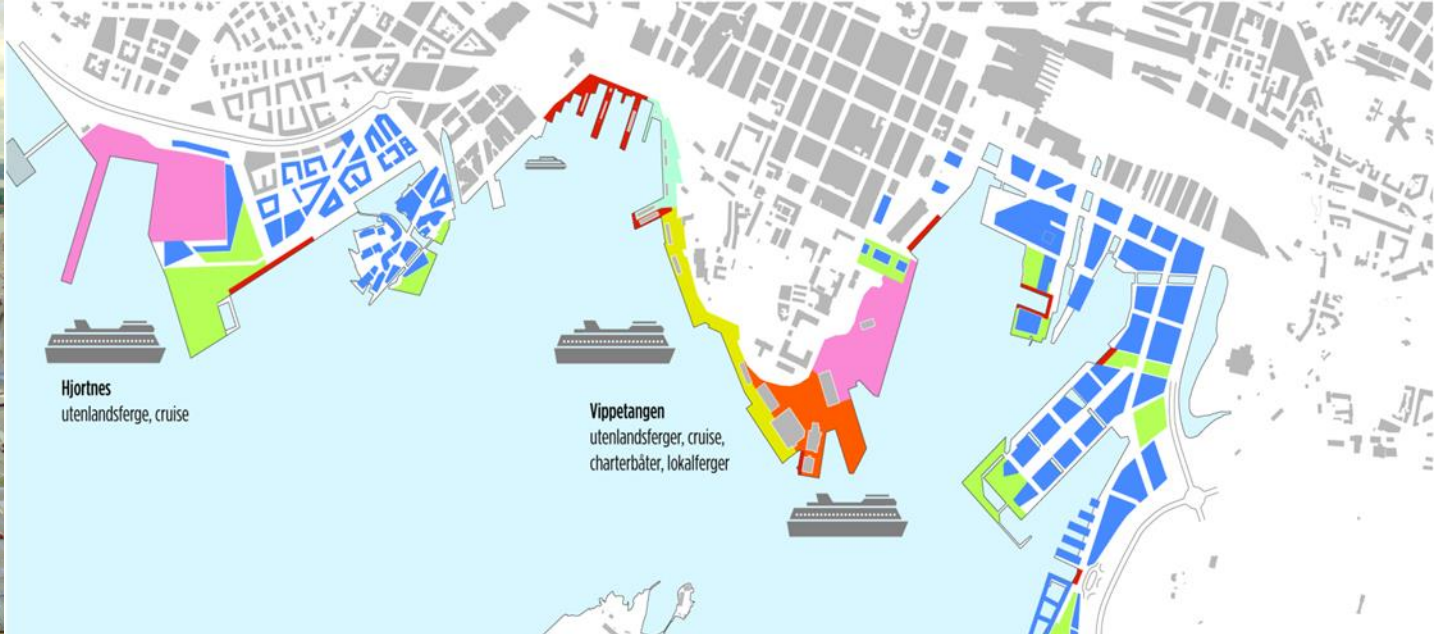 Hjortnes
utenlandsferge, cruise
Vippetangen
utenlandsferger, cruise,
charterbåter, lokalferger